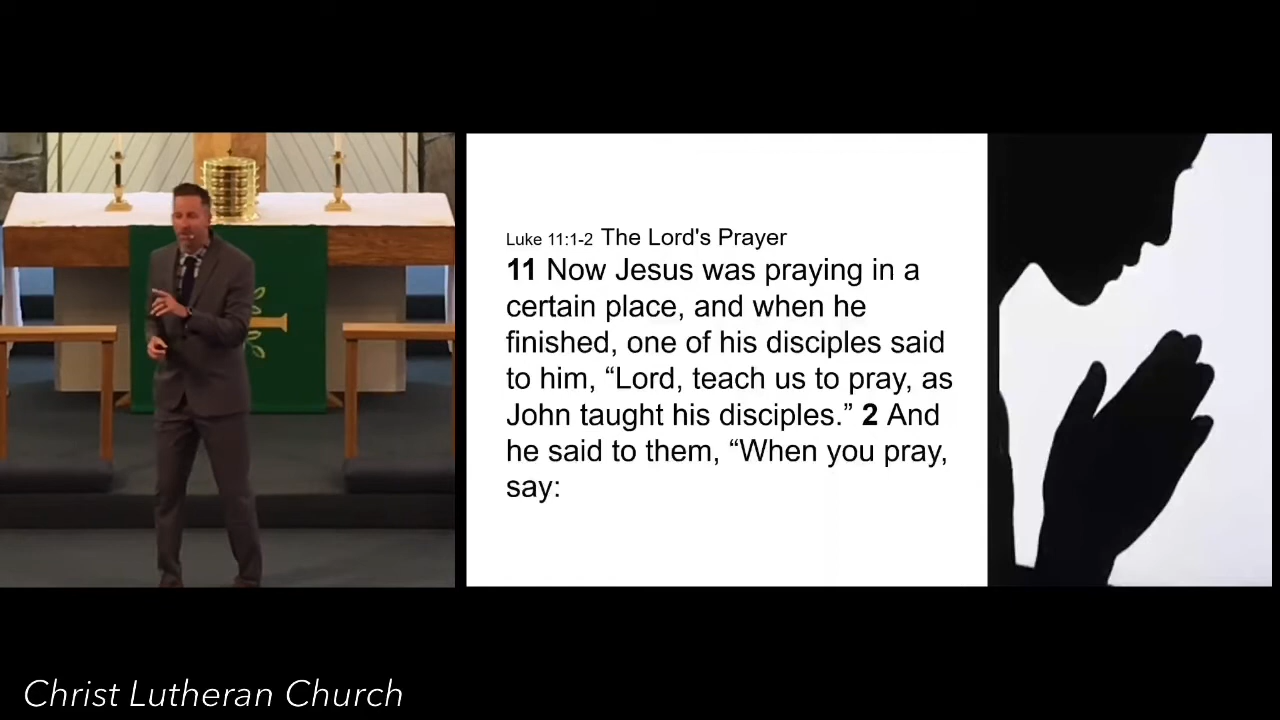 Luke 11:1-2 The Lord's Prayer
11 Now Jesus was praying in a
certain place, and when he
finished, one of his disciples said
to him, “Lord, teach us to pray, as
John taught his disciples.” 2 And
he said to them, “When you pray,
say:
Christ Lutheran Church